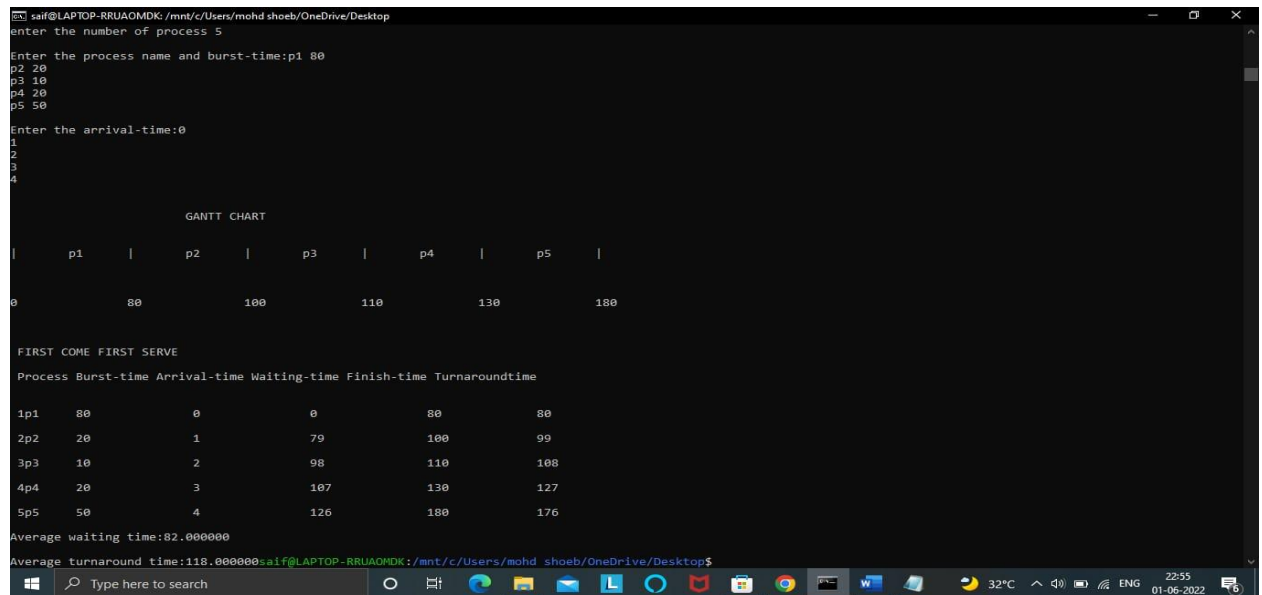 saif@LAPTOP-RRUAOMDK: /mnt/c/Users/mohd shoeb/OneDrive/Desktop
enter the number of process 5
Enter the process name and burst-time:p1 80
p2 20
p3 10
p4 20
p5 50
Enter the arrival-time:0
1
2
3
4
GANTT CHART
| p1 | p2 | p3 | p4 | p5 |
0 80 100 110 130 180
FIRST COME FIRST SERVE
Process Burst-time Arrival-time Waiting-time Finish-time Turnaroundtime
1p1 80 0 0 80 80
2p2 20 1 79 100 99
3p3 10 2 98 110 108
4p4 20 3 107 130 127
5p5 50 4 126 180 176
Average waiting time:82.000000
Average turnaround time:118.000000saif@LAPTOP-RRUAOMDK:/mnt/c/Users/mohd shoeb/OneDrive/Desktop$
Type here to search L W 32°C ENG 22:55
01-06-2022 6